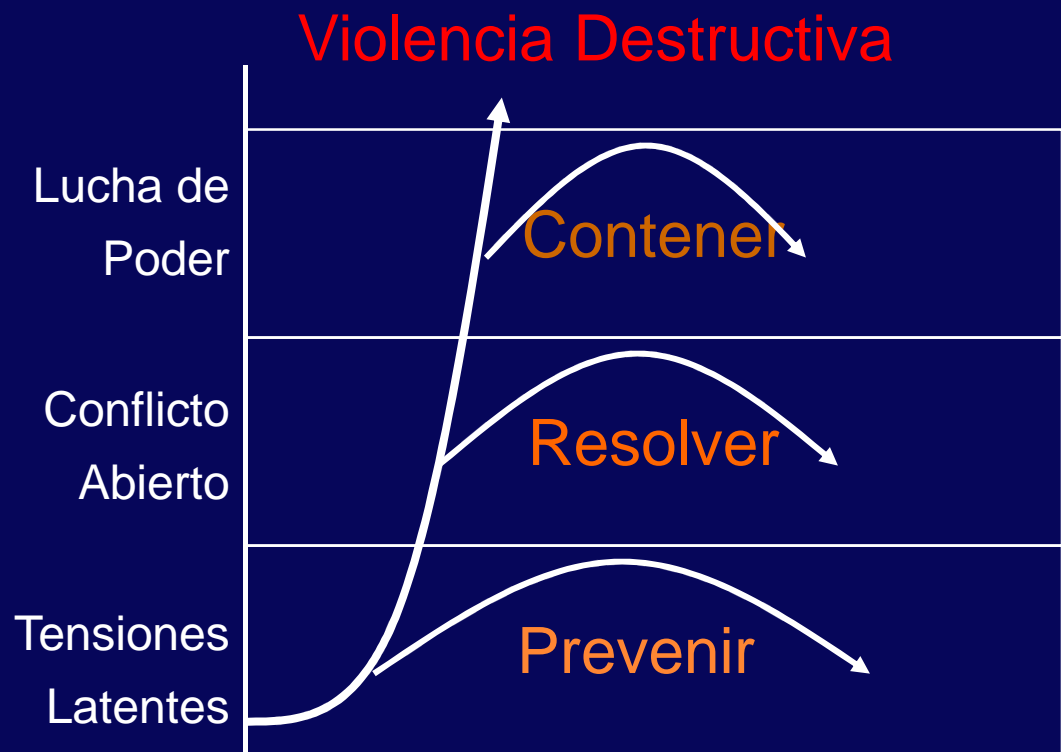 Violencia Destructiva
Lucha de
Poder
Contener
Conflicto
Abierto
Resolver
Tensiones
Latentes
Prevenir